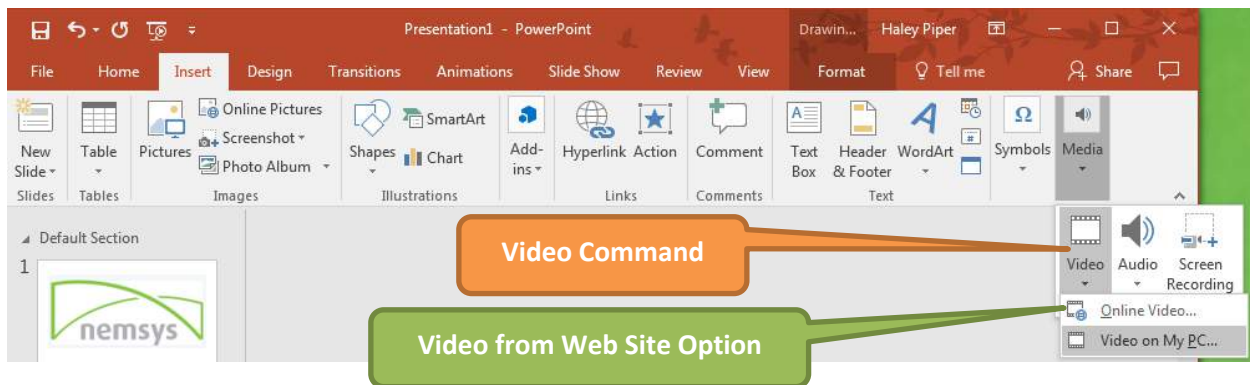 Presentation1 - PowerPoint
Drawin...
Haley Piper
File Home Insert Design Transitions Animations Slide Show Review View Format Tell me Share
New Slide
Table
Pictures
Online Pictures
Screenshot
Photo Album
Shapes
SmartArt
Chart
Add-
ins
Hyperlink
Action
Comment
Text
Box
Header
& Footer
WordArt
#
Symbols
Ω
Media
Slides Tables Images Illustrations Links Comments Text
Default Section
1
nemsys
Video Command
Video
Audio
Screen
Recording
Video from Web Site Option
Online Video...
Video on My PC...